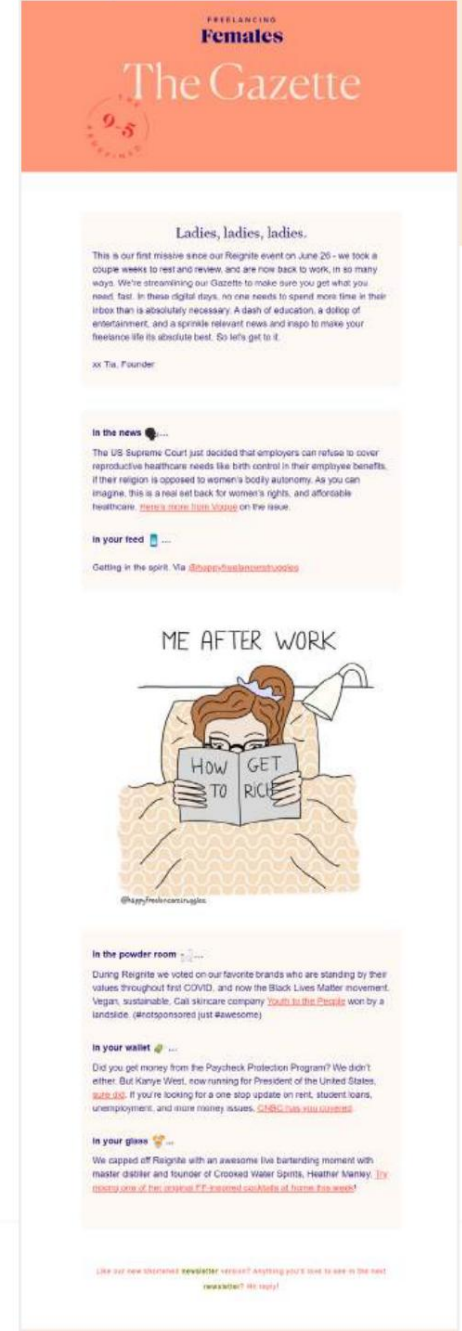 FREELANCING
Females
The Gazette
THE
9-5
REDEFINED
Ladies, ladies, ladies.
This is our first missive since our Reignite event on June 26 - we took a
couple weeks to rest and review, and are now back to work, in so many
ways. We're streamlining our Gazette to make sure you get what you
need, fast. In these digital days, no one needs to spend more time in their
inbox than is absolutely necessary. A dash of education, a dollop of
entertainment, and a sprinkle relevant news and inspo to make your
freelance life its absolute best. So let's get to it.
xx Tia, Founder
In the news 🗣...
The US Supreme Court just decided that employers can refuse to cover
reproductive healthcare needs like birth control in their employee benefits,
if their religion is opposed to women's bodily autonomy. As you can
imagine, this is a real set back for women's rights, and affordable
healthcare. Here's more from Vogue on the issue.
In your feed 📱 ...
Getting in the spirit. Via @happyfreelancerstruggles
ME AFTER WORK
HOW GET
TO RICH
@happyfreelancerstruggles
In the powder room 🛁...
During Reignite we voted on our favorite brands who are standing by their
values throughout first COVID, and now the Black Lives Matter movement.
Vegan, sustainable, Cali skincare company Youth to the People won by a
landslide. (#notsponsored just #awesome)
In your wallet 💸 ...
Did you get money from the Paycheck Protection Program? We didn't
either. But Kanye West, now running for President of the United States,
sure did. If you're looking for a one stop update on rent, student loans,
unemployment, and more money issues, CNBC has you covered.
In your glass 🍹...
We capped off Reignite with an awesome live bartending moment with
master distiller and founder of Crooked Water Spirits, Heather Manley. Try
mixing one of her original FF-inspired cocktails at home this week!
Like our new shortened newsletter version? Anything you'd love to see in the next
newsletter? Hit reply!